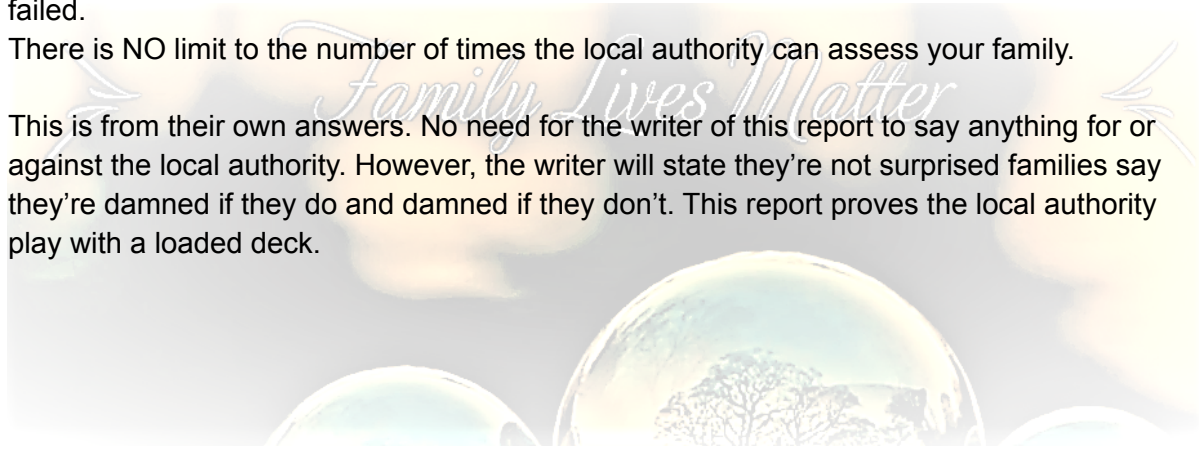 failed.
There is NO limit to the number of times the local authority can assess your family.
Family Lives Matter
This is from their own answers. No need for the writer of this report to say anything for or
against the local authority. However, the writer will state they're not surprised families say
they're damned if they do and damned if they don't. This report proves the local authority
play with a loaded deck.